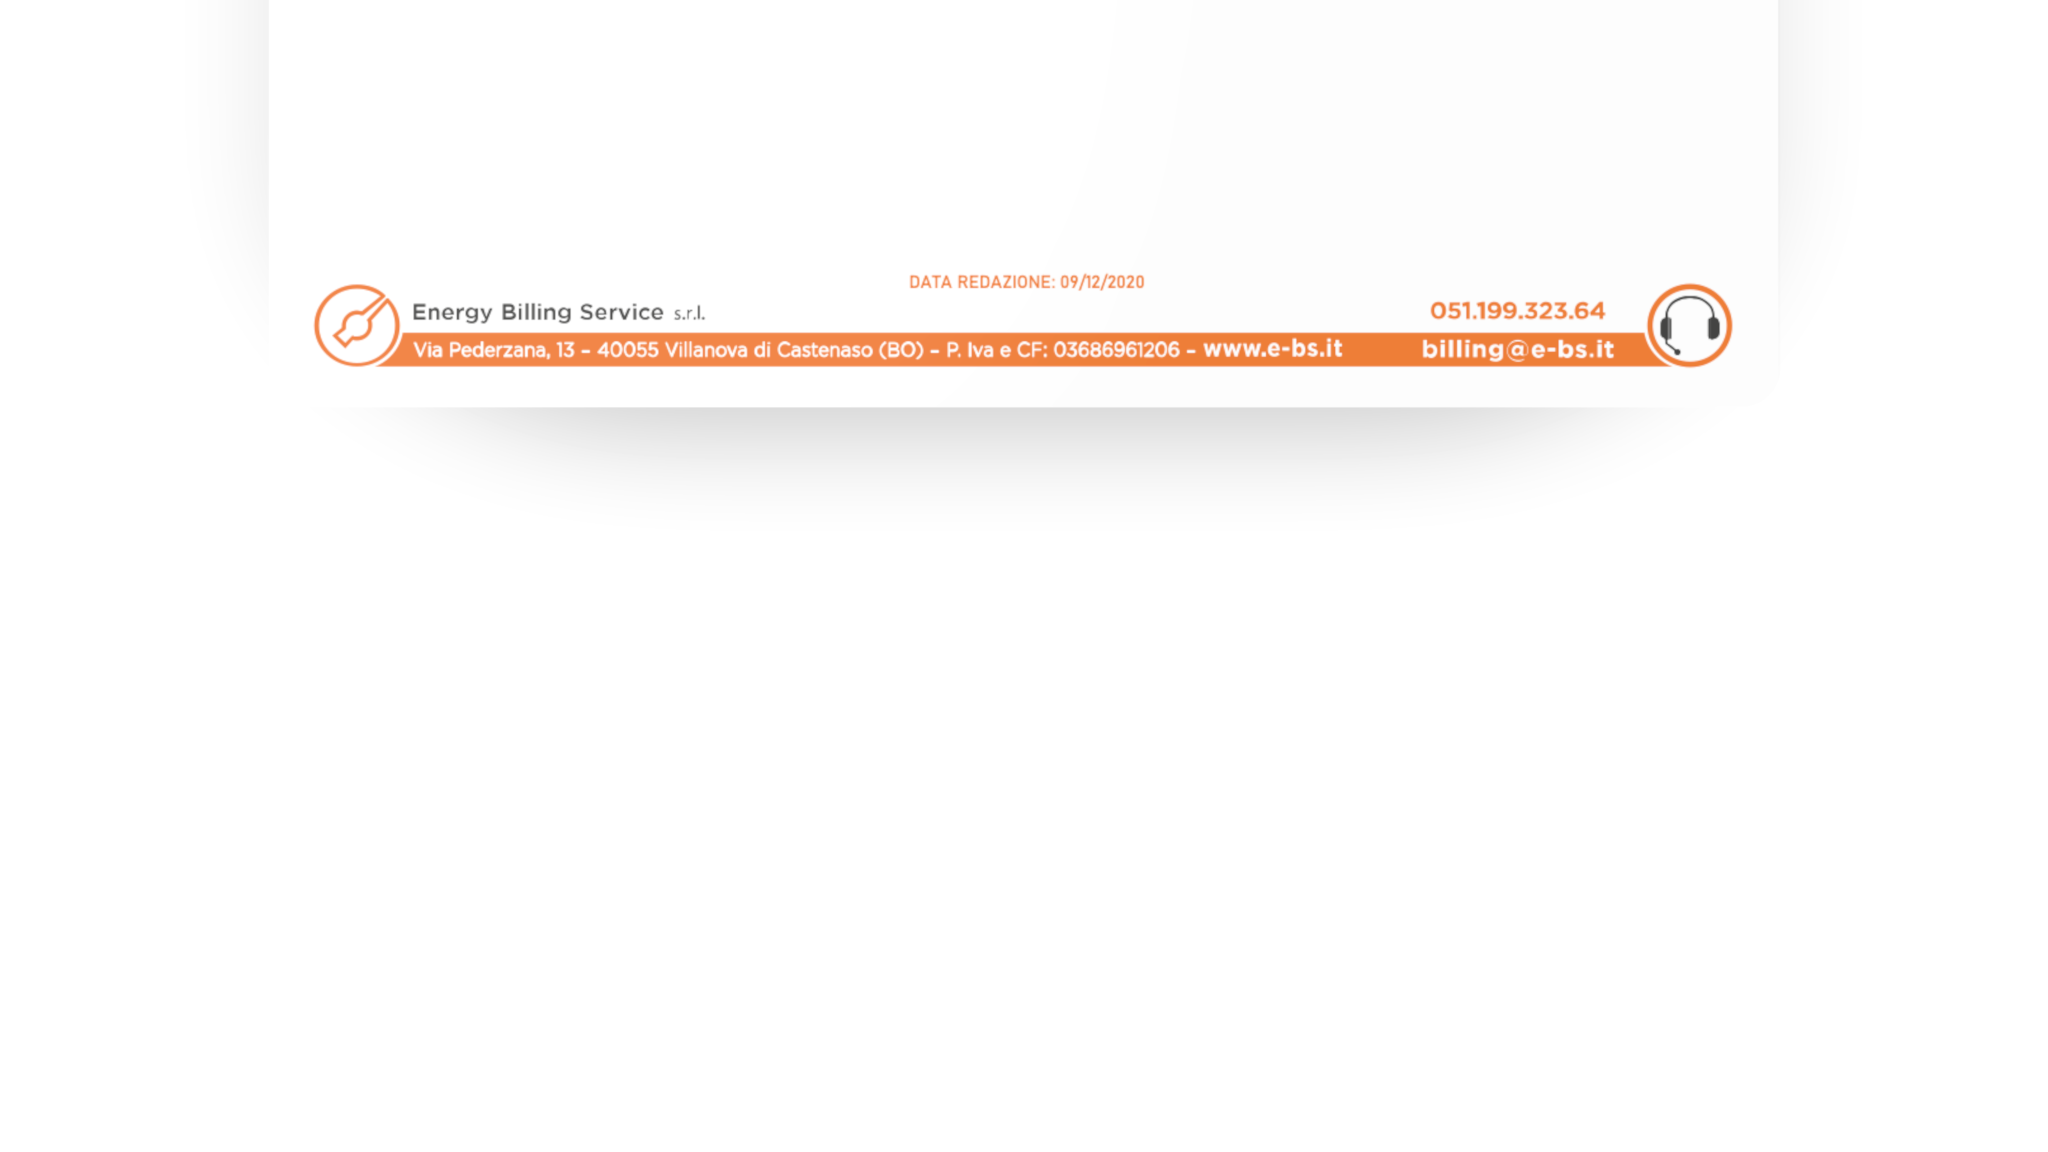 DATA REDAZIONE: 09/12/2020
Energy Billing Service s.r.l.
051.199.323.64
Via Pederzana, 13 – 40055 Villanova di Castenaso (BO) – P. Iva e CF: 03686961206 – www.e-bs.it
billing@e-bs.it